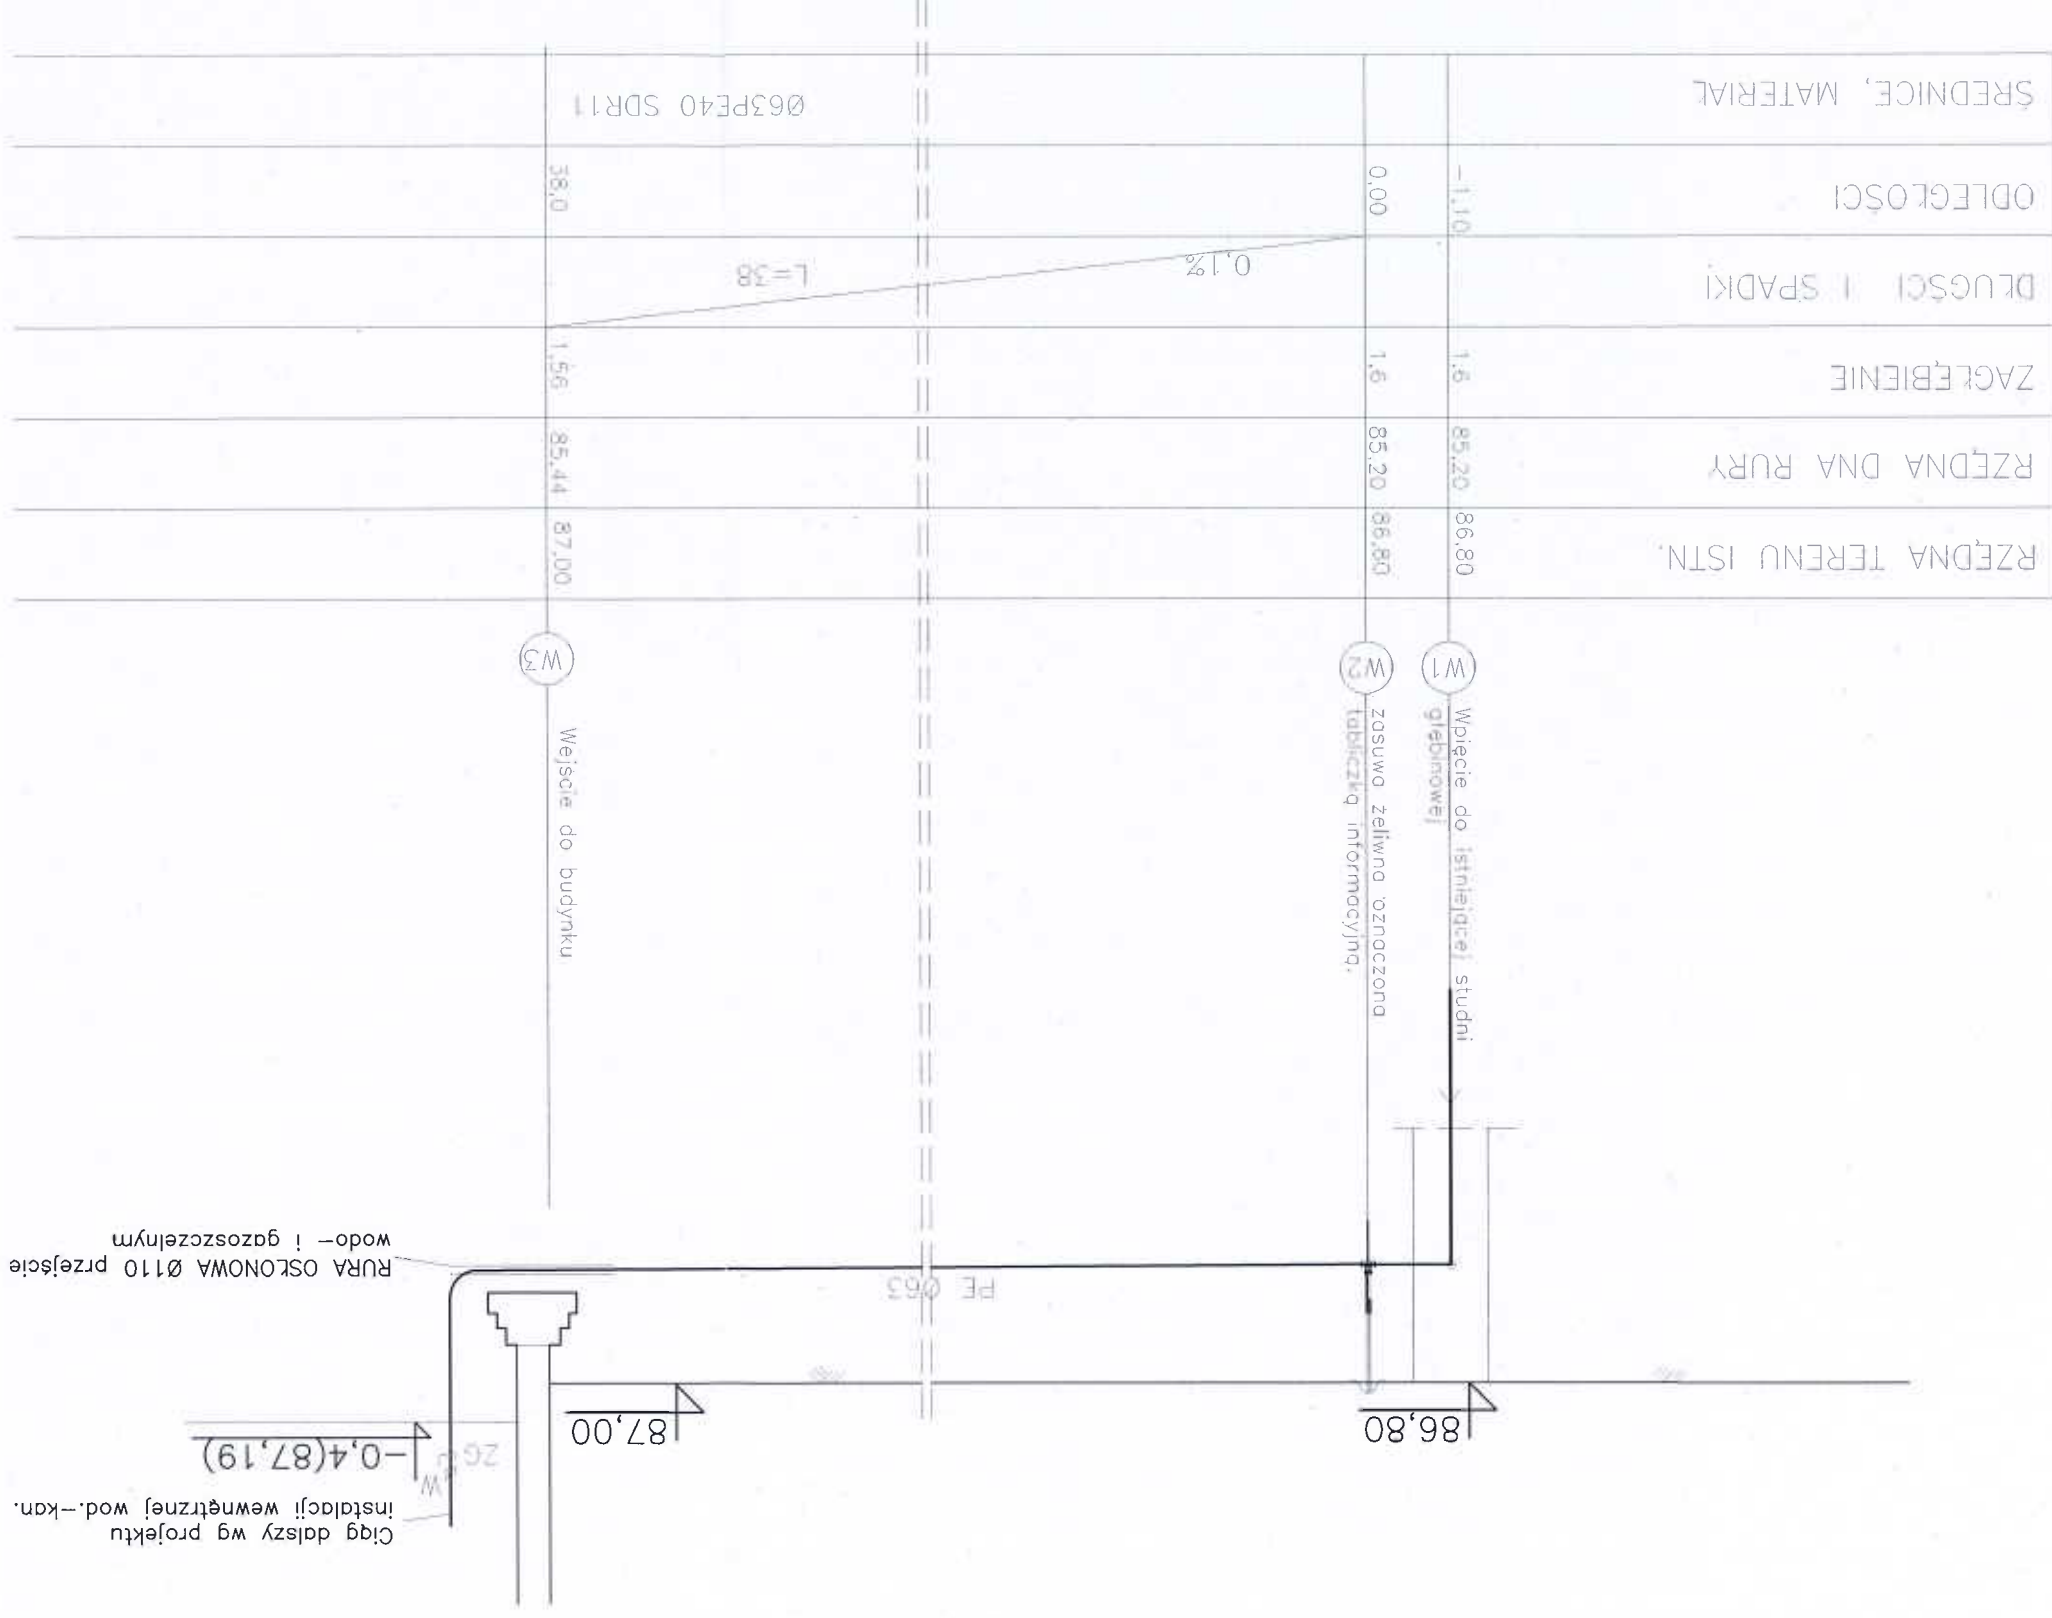 Ciąg dalszy wg projektu
instalacji wewnętrznej wod.-kan.
-0,4(87,19)
W
87,00
86,80
PE Ø63
RURA OSŁONOWA Ø110 przejście
wodo- i gazoszczelnym
Wpięcie do istniejącej studni
głębinowej
zasuwa żeliwna oznaczona
tabliczką informacyjną.
Wejście do budynku
W1
W2
W3
RZĘDNA TERENU ISTN.
86,80
86,80
87,00
RZĘDNA DNA RURY
85,20
85,20
85,44
ZAGŁĘBIENIE
1,6
1,6
1,56
DŁUGŚCI I SPADKI
0,1%
L=38
ODLEGŁOŚCI
-1,10
0,00
38,0
ŚREDNICE, MATERIAŁ
Ø63PE40 SDR11